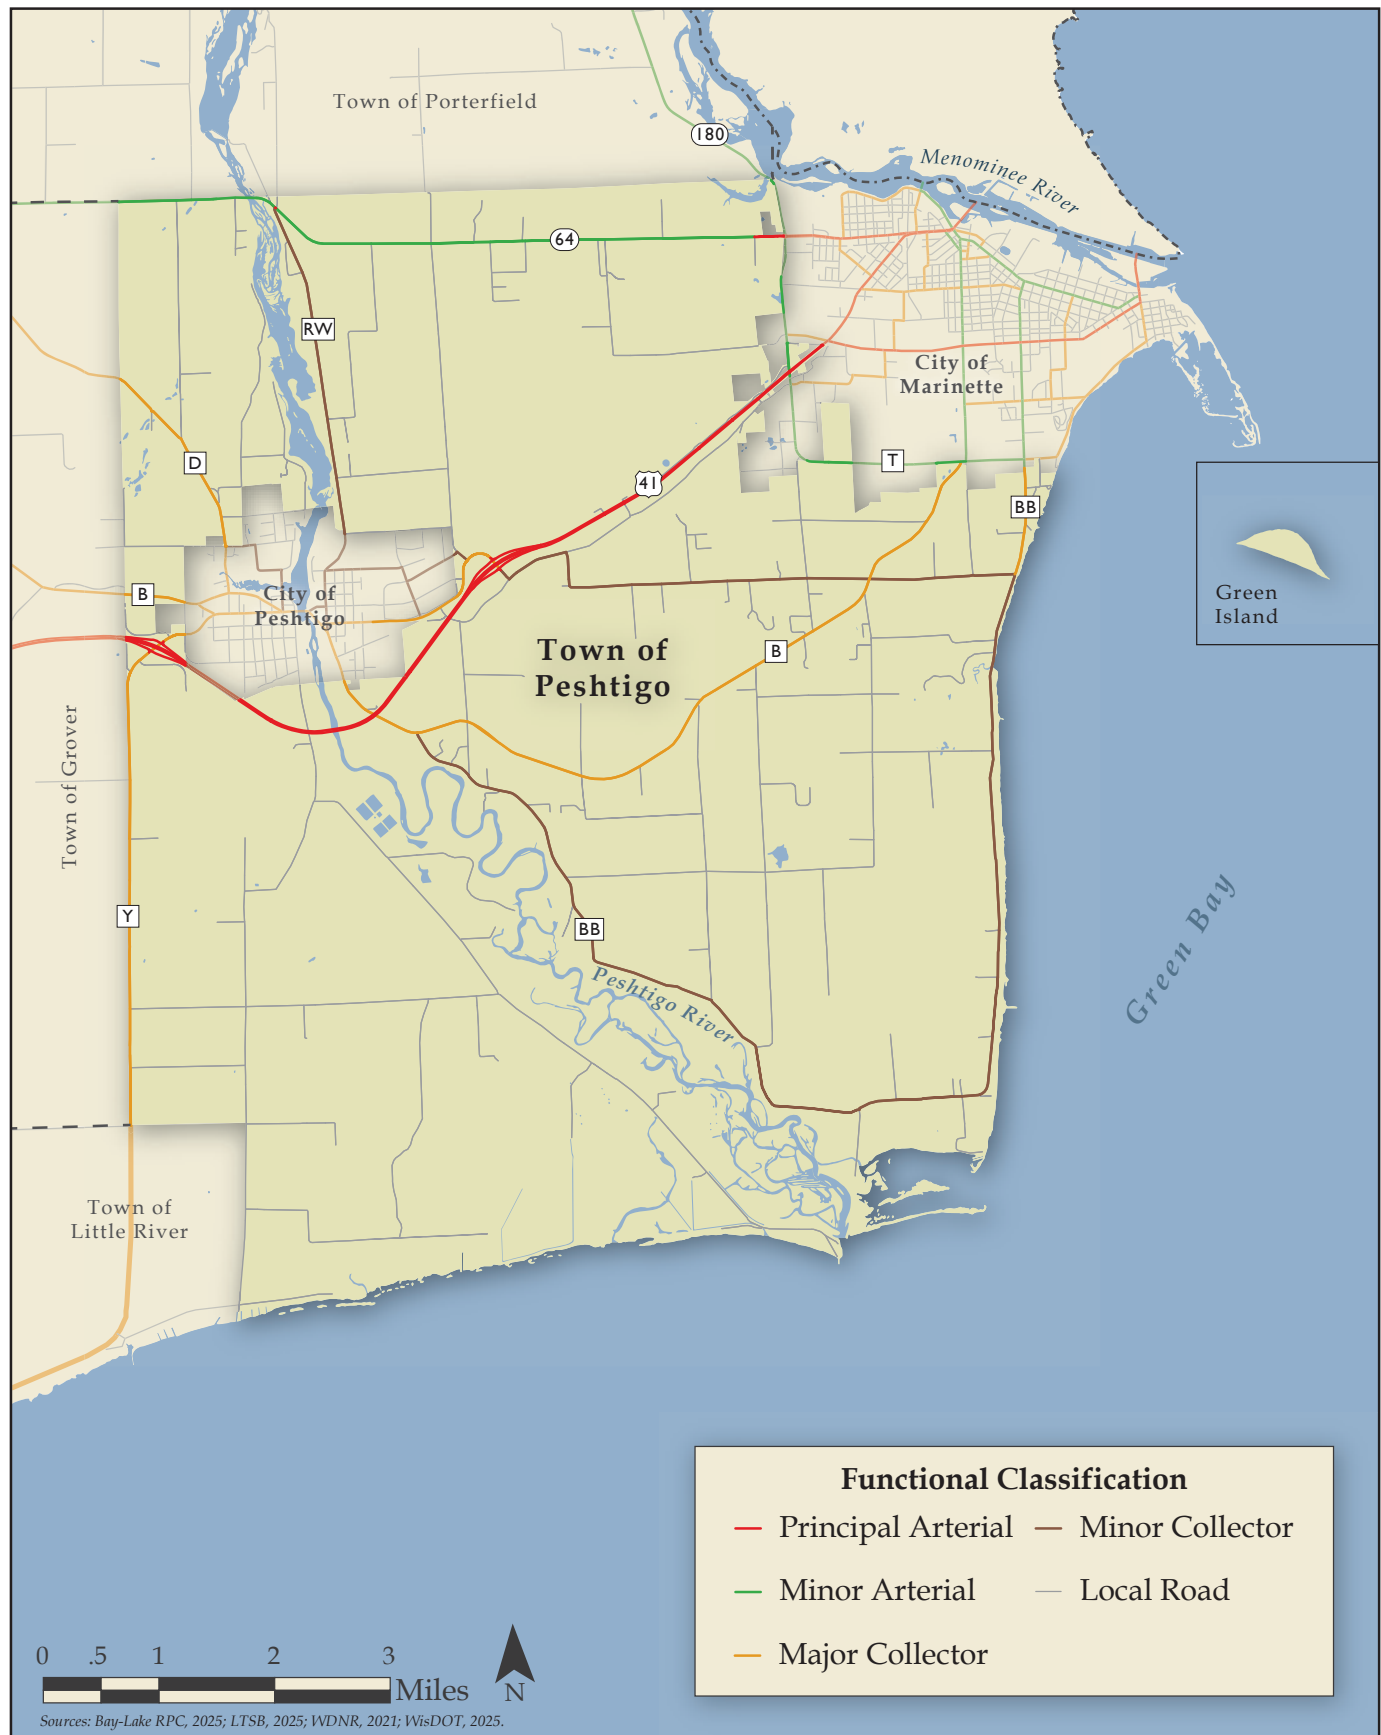 Town of Porterfield
180
Menominee River
64
RW
City of
Marinette
D
T
41
BB
B
City of
Peshtigo
Green
Island
Town of
Peshtigo
B
Town of Grover
Y
BB
Green Bay
Peshtigo River
Town of
Little River
Functional Classification
Principal Arterial
Minor Collector
Minor Arterial
Local Road
Major Collector
0 .5 1 2 3
Miles
N
Sources: Bay-Lake RPC, 2025; LTSB, 2025; WDNR, 2021; WisDOT, 2025.